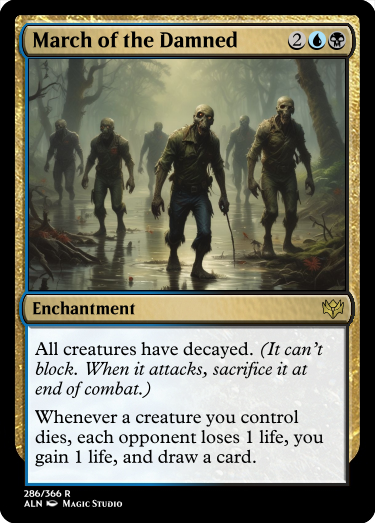 March of the Damned 2
Enchantment
All creatures have decayed. (It can't
block. When it attacks, sacrifice it at
end of combat.)
Whenever a creature you control
dies, each opponent loses 1 life, you
gain 1 life, and draw a card.
286/366 R
ALN Magic Studio